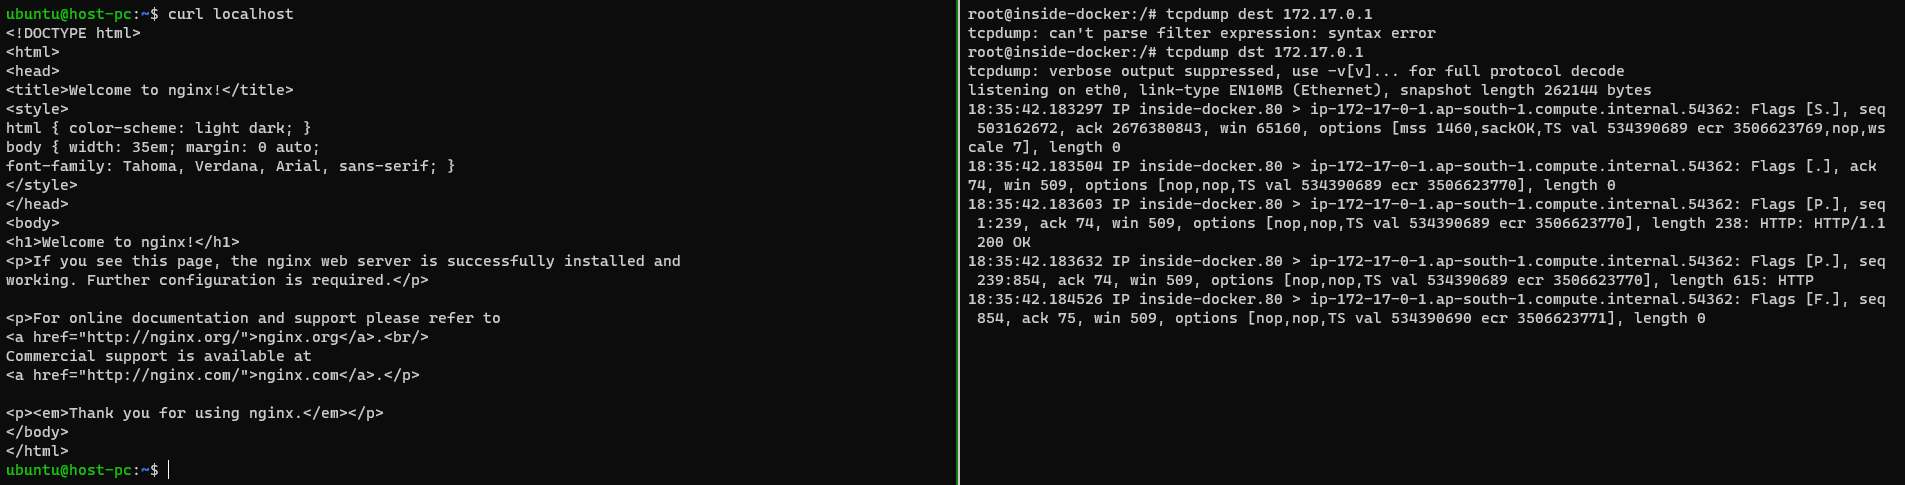 ubuntu@host-pc:~$ curl localhost
<!DOCTYPE html>
<html>
<head>
<title>Welcome to nginx!</title>
<style>
html { color-scheme: light dark; }
body { width: 35em; margin: 0 auto;
font-family: Tahoma, Verdana, Arial, sans-serif; }
</style>
</head>
<body>
<h1>Welcome to nginx!</h1>
<p>If you see this page, the nginx web server is successfully installed and
working. Further configuration is required.</p>

<p>For online documentation and support please refer to
<a href="http://nginx.org/">nginx.org</a>.<br/>
Commercial support is available at
<a href="http://nginx.com/">nginx.com</a>.</p>

<p><em>Thank you for using nginx.</em></p>
</body>
</html>
ubuntu@host-pc:~$
root@inside-docker:/# tcpdump dest 172.17.0.1
tcpdump: can't parse filter expression: syntax error
root@inside-docker:/# tcpdump dst 172.17.0.1
tcpdump: verbose output suppressed, use -v[v]... for full protocol decode
listening on eth0, link-type EN10MB (Ethernet), snapshot length 262144 bytes
18:35:42.183297 IP inside-docker.80 > ip-172-17-0-1.ap-south-1.compute.internal.54362: Flags [S.], seq
 503162672, ack 2676380843, win 65160, options [mss 1460,sackOK,TS val 534390689 ecr 3506623769,nop,ws
cale 7], length 0
18:35:42.183504 IP inside-docker.80 > ip-172-17-0-1.ap-south-1.compute.internal.54362: Flags [.], ack
74, win 509, options [nop,nop,TS val 534390689 ecr 3506623770], length 0
18:35:42.183603 IP inside-docker.80 > ip-172-17-0-1.ap-south-1.compute.internal.54362: Flags [P.], seq
 1:239, ack 74, win 509, options [nop,nop,TS val 534390689 ecr 3506623770], length 238: HTTP: HTTP/1.1
 200 OK
18:35:42.183632 IP inside-docker.80 > ip-172-17-0-1.ap-south-1.compute.internal.54362: Flags [P.], seq
 239:854, ack 74, win 509, options [nop,nop,TS val 534390689 ecr 3506623770], length 615: HTTP
18:35:42.184526 IP inside-docker.80 > ip-172-17-0-1.ap-south-1.compute.internal.54362: Flags [F.], seq
 854, ack 75, win 509, options [nop,nop,TS val 534390690 ecr 3506623771], length 0